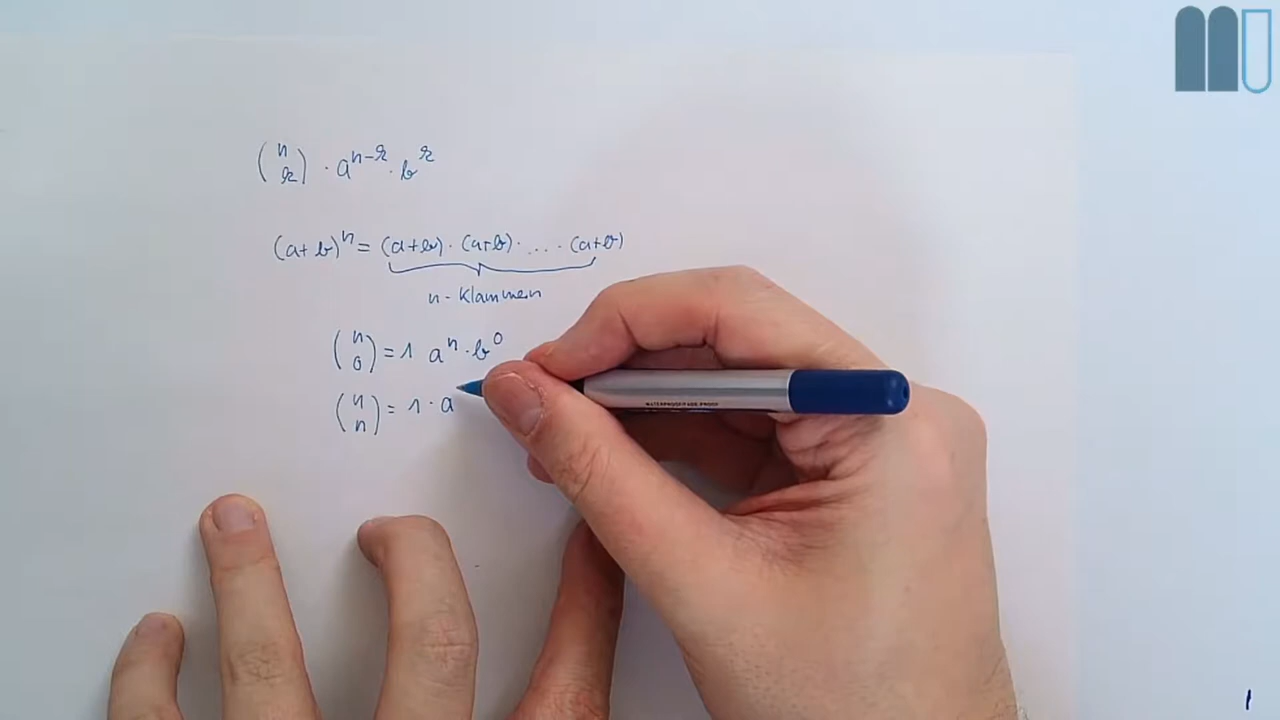 (n k) · a^(n-k) · b^k
(a+b)^n = (a+b) · (a+b) · ... · (a+b)
n - Klammern
(n 0) = 1 a^n · b^0
(n n) = 1 · a